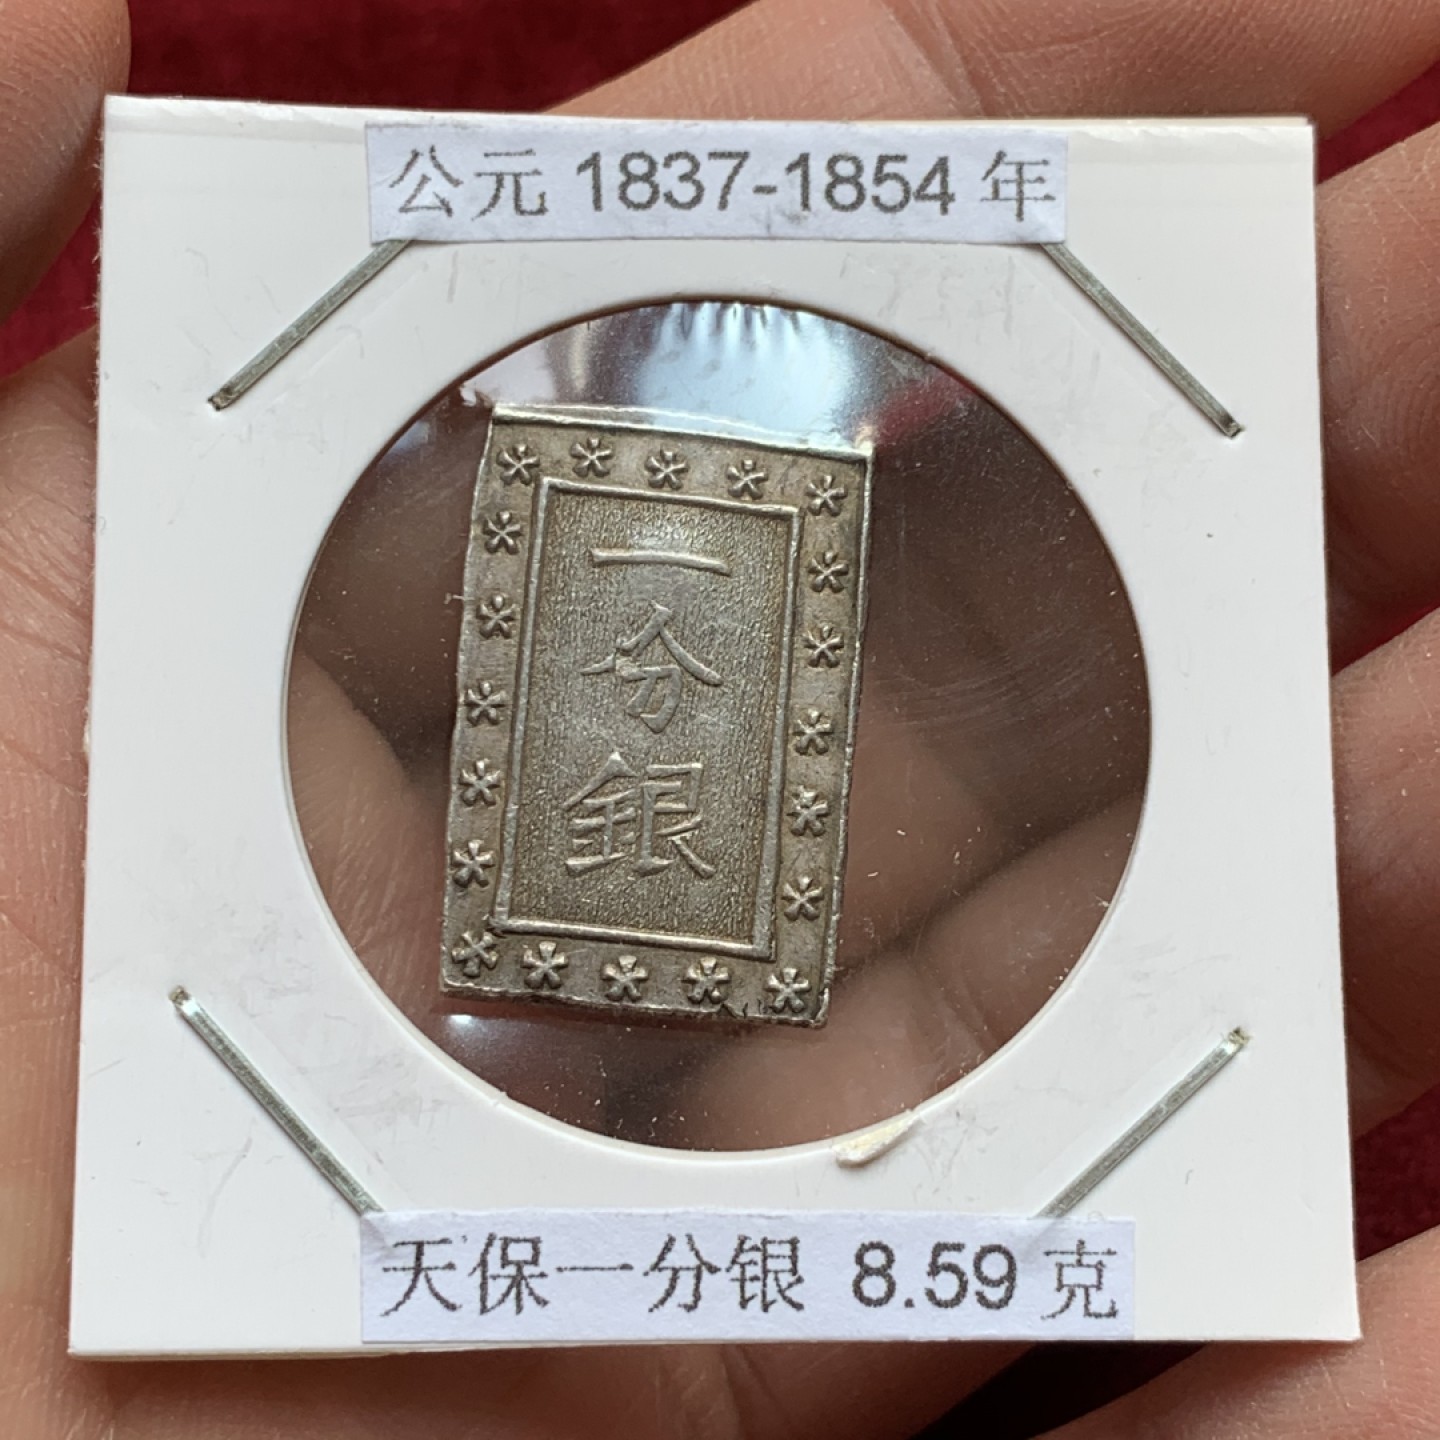 公元 1837-1854 年
一
分
銀
天保一分银 8.59 克